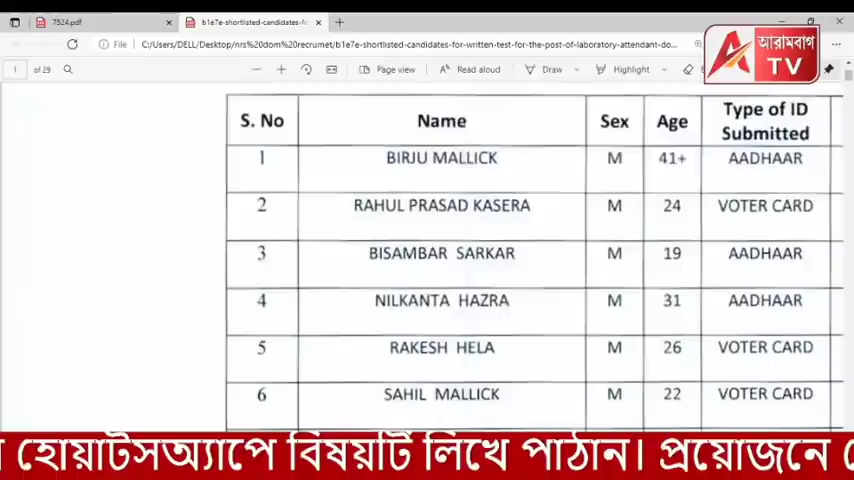 7524.pdf
b1e7e-shortlisted-candidates-fo
File C:/Users/DELL/Desktop/nrs%20dom%20recrumet/b1e7e-shortlisted-candidates-for-written-test-for-the-post-of-laboratory-attendant-do...
আরামবাগ
TV
1 of 29 Page view Read aloud Draw Highlight
S. No Name Sex Age Type of ID Submitted
1 BIRJU MALLICK M 41+ AADHAAR
2 RAHUL PRASAD KASERA M 24 VOTER CARD
3 BISAMBAR SARKAR M 19 AADHAAR
4 NILKANTA HAZRA M 31 AADHAAR
5 RAKESH HELA M 26 VOTER CARD
6 SAHIL MALLICK M 22 VOTER CARD
হোয়াটসঅ্যাপে বিষয়টি লিখে পাঠান। প্রয়োজনে